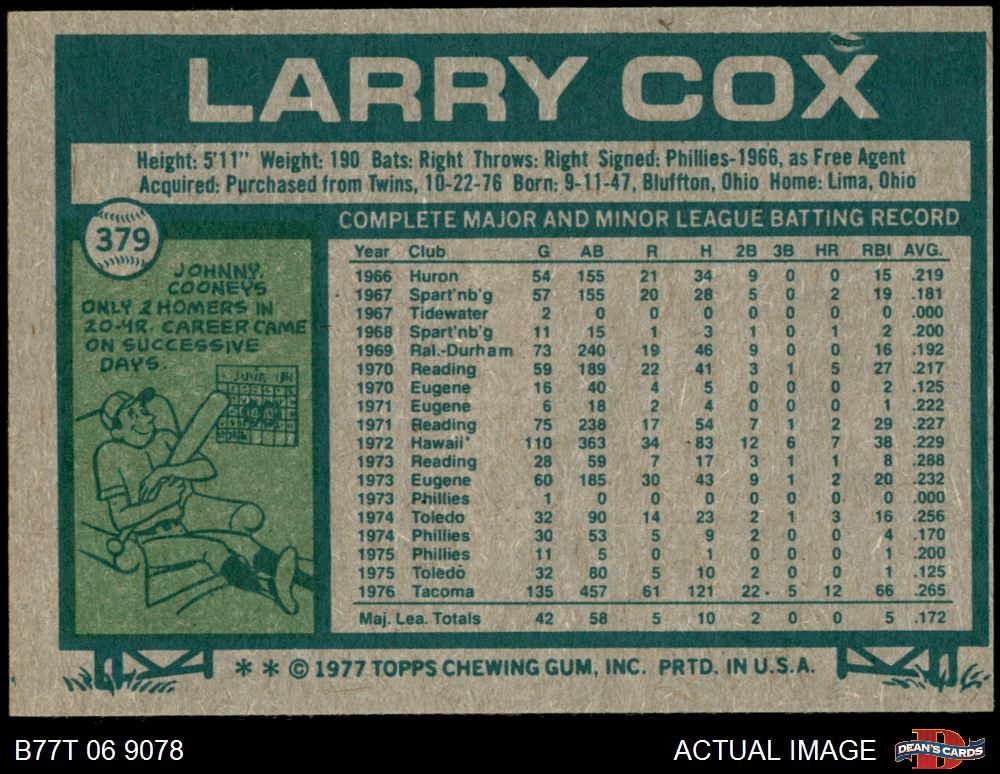 LARRY COX
Height: 5'11" Weight: 190 Bats: Right Throws: Right Signed: Phillies-1966, as Free Agent
Acquired: Purchased from Twins, 10-22-76 Born: 9-11-47, Bluffton, Ohio Home: Lima, Ohio
379
JOHNNY
COONEYS
ONLY 2 HOMERS IN
20-YR. CAREER CAME
ON SUCCESSIVE
DAYS.
JUNE
COMPLETE MAJOR AND MINOR LEAGUE BATTING RECORD
Year Club G AB R H 2B 3B HR RBI AVG.
1966 Huron 54 155 21 34 9 0 0 15 .219
1967 Spart'nb'g 57 155 20 28 5 0 2 19 .181
1967 Tidewater 2 0 0 0 0 0 0 0 .000
1968 Spart'nb'g 11 15 1 3 1 0 1 2 .200
1969 Ral.-Durham 73 240 19 46 9 0 0 16 .192
1970 Reading 59 189 22 41 3 1 5 27 .217
1970 Eugene 16 40 4 5 0 0 0 2 .125
1971 Eugene 6 18 2 4 0 0 0 1 .222
1971 Reading 75 238 17 54 7 1 2 29 .227
1972 Hawaii 110 363 34 83 12 6 7 38 .229
1973 Reading 28 59 7 17 3 1 1 8 .288
1973 Eugene 60 185 30 43 9 1 2 20 .232
1973 Phillies 1 0 0 0 0 0 0 0 .000
1974 Toledo 32 90 14 23 2 1 3 16 .256
1974 Phillies 30 53 5 9 2 0 0 4 .170
1975 Phillies 11 5 0 1 0 0 0 1 .200
1975 Toledo 32 80 5 10 2 0 0 1 .125
1976 Tacoma 135 457 61 121 22 5 12 66 .265
Maj. Lea. Totals 42 58 5 10 2 0 0 5 .172
** © 1977 TOPPS CHEWING GUM, INC. PRTD. IN U.S.A.
B77T 06 9078
ACTUAL IMAGE
D
DEAN'S CARDS